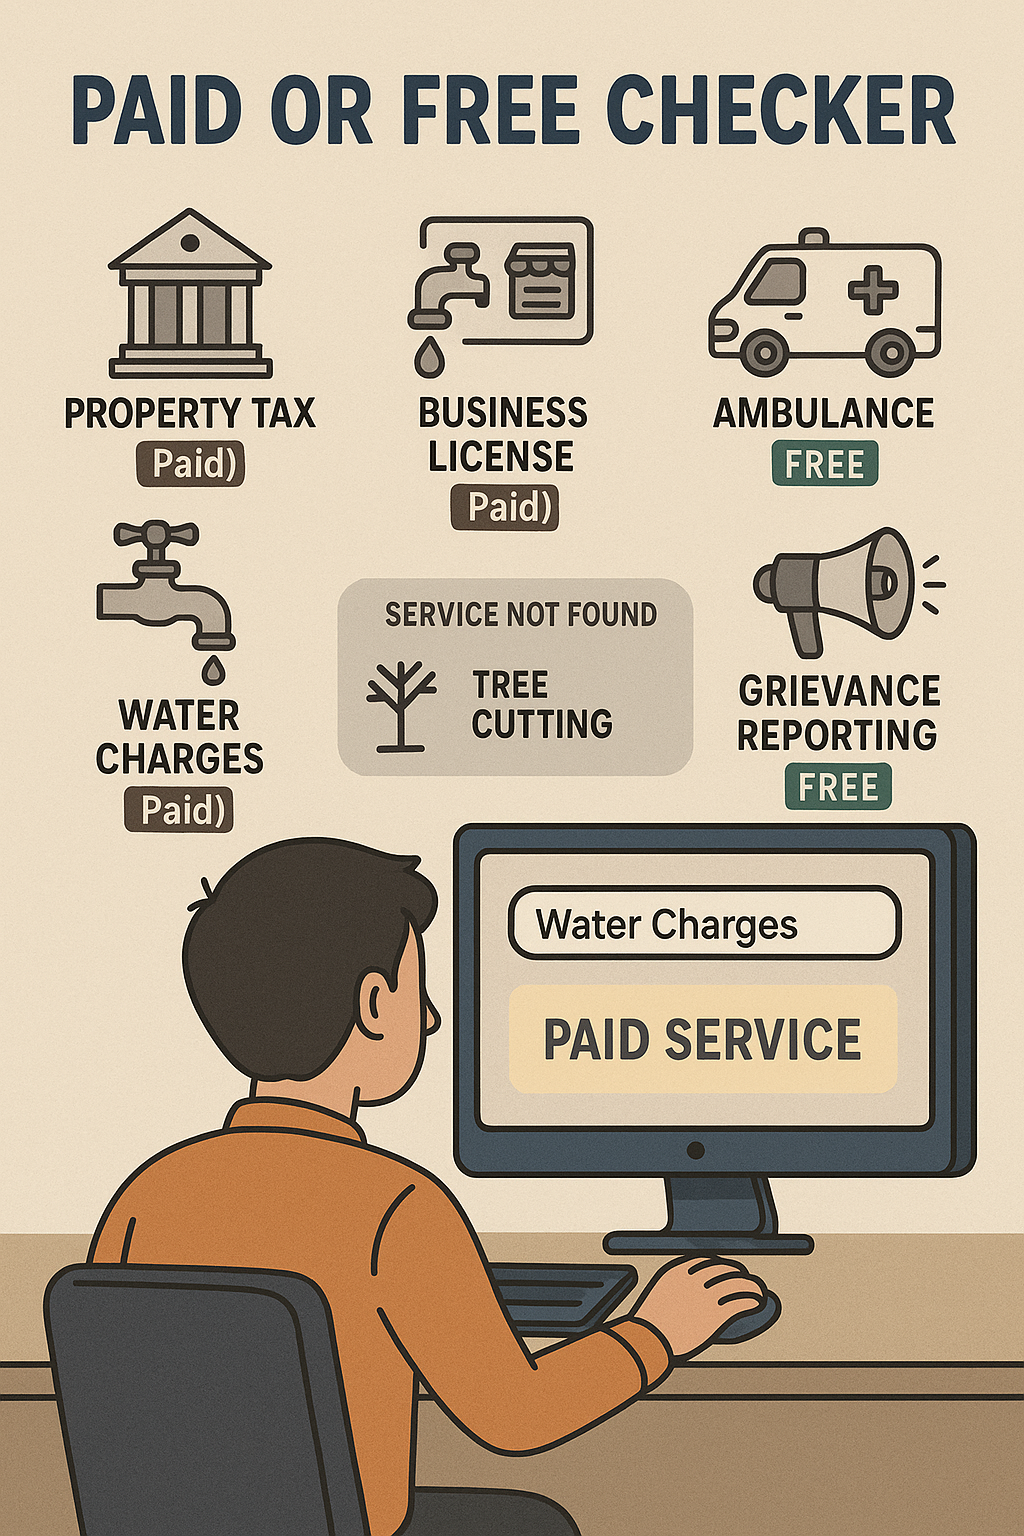 PAID OR FREE CHECKER
PROPERTY TAX
Paid)
BUSINESS
LICENSE
Paid)
AMBULANCE
FREE
WATER
CHARGES
Paid)
SERVICE NOT FOUND
TREE
CUTTING
GRIEVANCE
REPORTING
FREE
Water Charges
PAID SERVICE